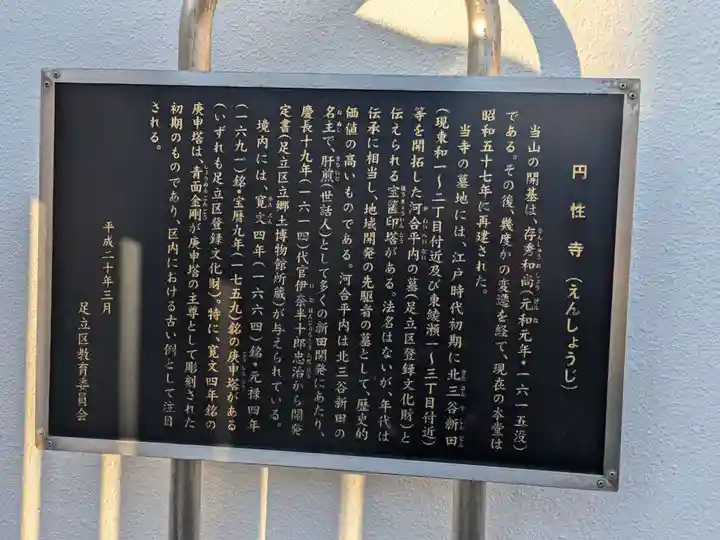 円性寺（えんしょうじ）
当山の開基は、存秀和尚（元和元年・一六一五没）
である。その後、幾度かの変遷を経て、現在の本堂は
昭和五十七年に再建された。
当寺の墓地には、江戸時代初期に北三谷新田
（現東和一～二丁目付近及び東綾瀬一～三丁目付近）
等を開拓した河合平内の墓（足立区登録文化財）と
伝えられる宝篋印塔がある。法名はないが、年代は
伝承に相当し、地域開発の先駆者の墓として、歴史的
価値の高いものである。河合平内は北三谷新田の
名主で、肝煎（世話人）として多くの新田開発にあたり、
慶長十九年（一六一四）代官伊奈半十郎忠治から開発
定書（足立区立郷土博物館所蔵）が与えられている。
境内には、寛文四年（一六六四）銘・元禄四年
（一六九一）銘・宝暦九年（一七五九）銘の庚申塔がある
（いずれも足立区登録文化財）。特に、寛文四年銘の
庚申塔は、青面金剛が庚申塔の主尊として彫刻された
初期のものであり、区内における古い例として注目
される。
平成二十年三月
足立区教育委員会